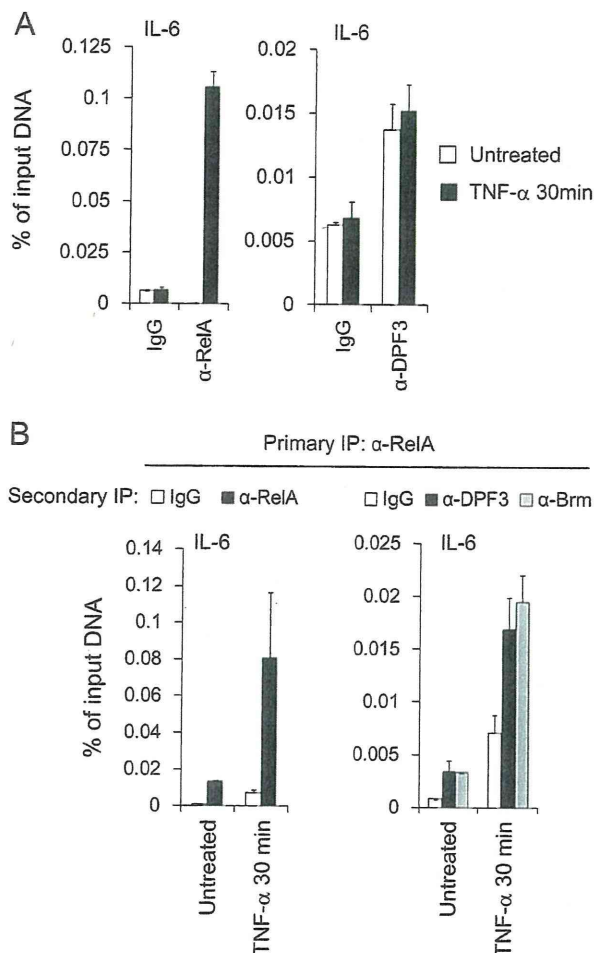 A
IL-6
% of input DNA
0.125
0.1
0.075
0.05
0.025
0
IgG
α-RelA
IL-6
0.02
0.015
0.01
0.005
0
IgG
α-DPF3
Untreated
TNF-α 30min
B
Primary IP: α-RelA
Secondary IP: IgG α-RelA
IgG α-DPF3 α-Brm
IL-6
% of input DNA
0.14
0.12
0.1
0.08
0.06
0.04
0.02
0
Untreated
TNF-α 30 min
IL-6
0.025
0.02
0.015
0.01
0.005
0
Untreated
TNF-α 30 min